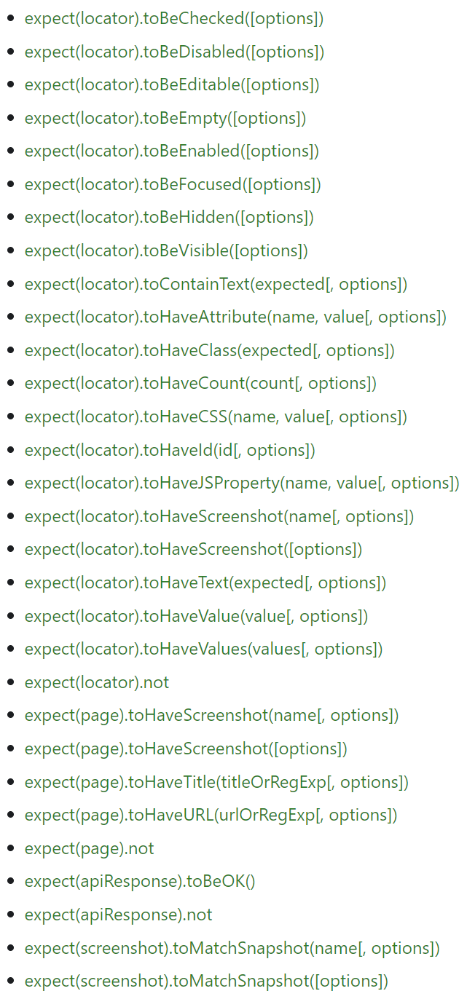 expect(locator).toBeChecked([options])
expect(locator).toBeDisabled([options])
expect(locator).toBeEditable([options])
expect(locator).toBeEmpty([options])
expect(locator).toBeEnabled([options])
expect(locator).toBeFocused([options])
expect(locator).toBeHidden([options])
expect(locator).toBeVisible([options])
expect(locator).toContainText(expected[, options])
expect(locator).toHaveAttribute(name, value[, options])
expect(locator).toHaveClass(expected[, options])
expect(locator).toHaveCount(count[, options])
expect(locator).toHaveCSS(name, value[, options])
expect(locator).toHaveId(id[, options])
expect(locator).toHaveJSProperty(name, value[, options])
expect(locator).toHaveScreenshot(name[, options])
expect(locator).toHaveScreenshot([options])
expect(locator).toHaveText(expected[, options])
expect(locator).toHaveValue(value[, options])
expect(locator).toHaveValues(values[, options])
expect(locator).not
expect(page).toHaveScreenshot(name[, options])
expect(page).toHaveScreenshot([options])
expect(page).toHaveTitle(titleOrRegExp[, options])
expect(page).toHaveURL(urlOrRegExp[, options])
expect(page).not
expect(apiResponse).toBeOK()
expect(apiResponse).not
expect(screenshot).toMatchSnapshot(name[, options])
expect(screenshot).toMatchSnapshot([options])